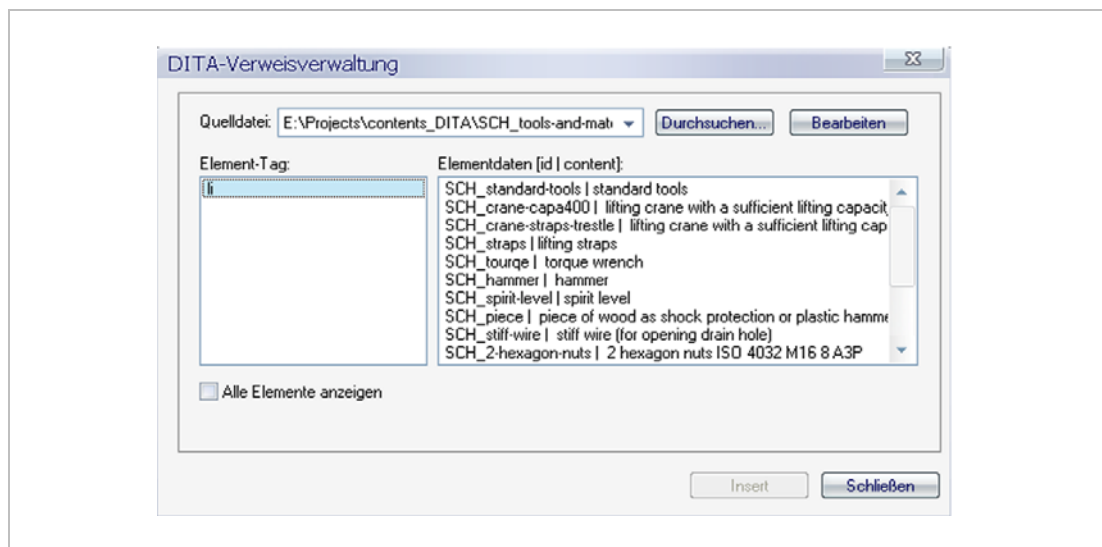 DITA-Verweisverwaltung
Quelldatei: E:\Projects\contents_DITA\SCH_tools-and-mat Durchsuchen... Bearbeiten
Element-Tag: Elementdaten [id | content]:
li
SCH_standard-tools | standard tools
SCH_crane-capa400 | lifting crane with a sufficient lifting capacit
SCH_crane-straps-trestle | lifting crane with a sufficient lifting cap
SCH_straps | lifting straps
SCH_tourqe | torque wrench
SCH_hammer | hammer
SCH_spirit-level | spirit level
SCH_piece | piece of wood as shock protection or plastic hamme
SCH_stiff-wire | stiff wire (for opening drain hole)
SCH_2-hexagon-nuts | 2 hexagon nuts ISO 4032 M16 8 A3P
Alle Elemente anzeigen
Insert Schließen